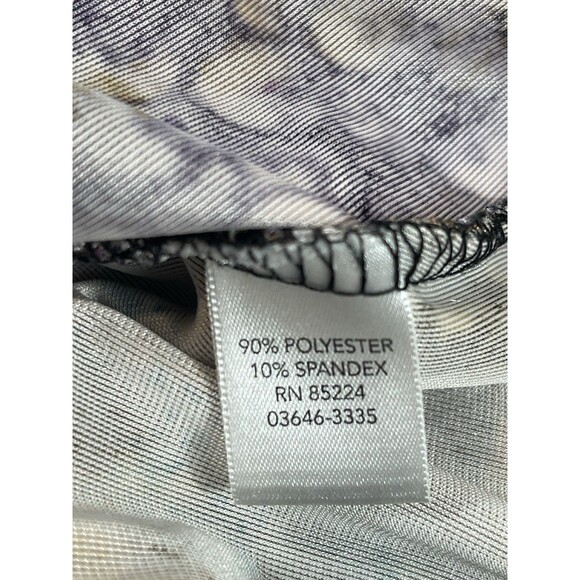 90% POLYESTER
10% SPANDEX
RN 85224
03646-3335